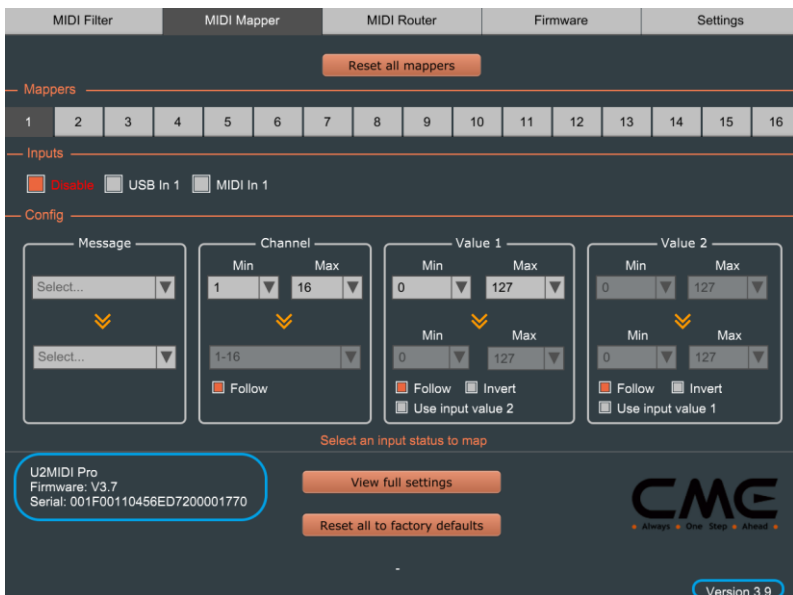 MIDI Filter MIDI Mapper MIDI Router Firmware Settings
Reset all mappers
Mappers
1 2 3 4 5 6 7 8 9 10 11 12 13 14 15 16
Inputs
Disable USB In 1 MIDI In 1
Config
Message Channel Value 1 Value 2
Min Max Min Max Min Max
Select... 1 16 0 127 0 127
Min Max Min Max
Select... 1-16 0 127 0 127
Follow Follow Invert Follow Invert
Use input value 2 Use input value 1
Select an input status to map
U2MIDI Pro
Firmware: V3.7
Serial: 001F00110456ED7200001770
View full settings
Reset all to factory defaults
CME
Always One Step Ahead
-
Version 3.9